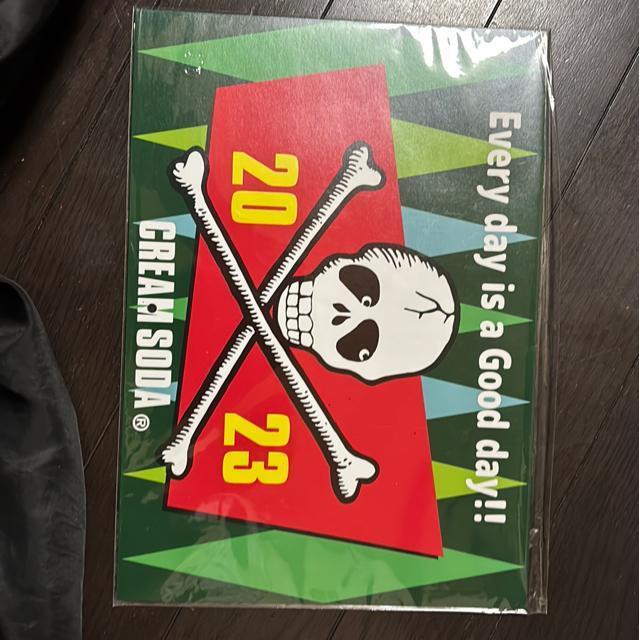 Every day is a Good day!!
20 23
CREAM SODA ®